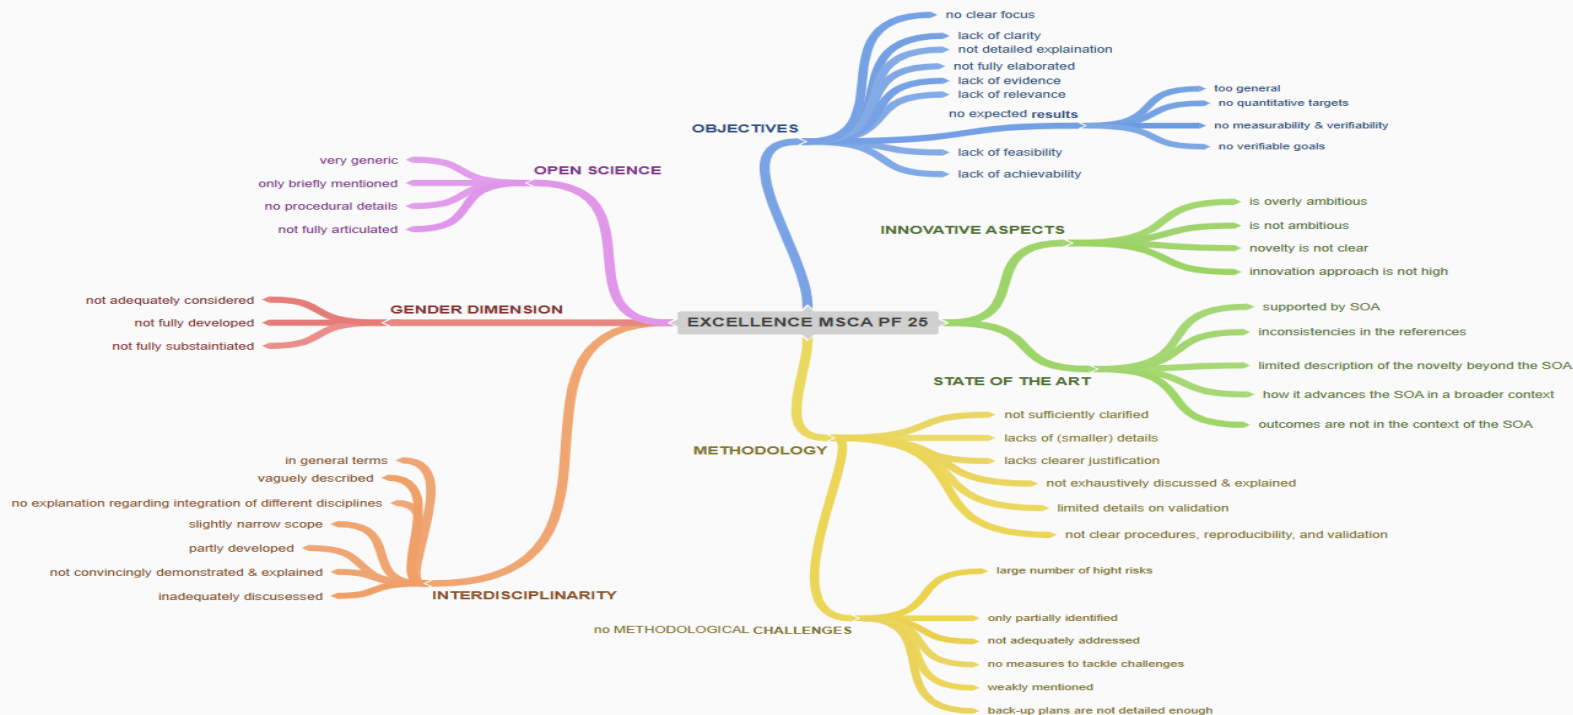 no clear focus
lack of clarity
not detailed explaination
not fully elaborated
lack of evidence
lack of relevance
no expected results
too general
no quantitative targets
no measurability & verifiability
no verifiable goals
OBJECTIVES
lack of feasibility
lack of achievability
OPEN SCIENCE
very generic
only briefly mentioned
no procedural details
not fully articulated
INNOVATIVE ASPECTS
is overly ambitious
is not ambitious
novelty is not clear
innovation approach is not high
GENDER DIMENSION
not adequately considered
not fully developed
not fully substaintiated
EXCELLENCE MSCA PF 25
STATE OF THE ART
supported by SOA
inconsistencies in the references
limited description of the novelty beyond the SOA
how it advances the SOA in a broader context
outcomes are not in the context of the SOA
METHODOLOGY
not sufficiently clarified
lacks of (smaller) details
lacks clearer justification
not exhaustively discussed & explained
limited details on validation
not clear procedures, reproducibility, and validation
INTERDISCIPLINARITY
in general terms
vaguely described
no explanation regarding integration of different disciplines
slightly narrow scope
partly developed
not convincingly demonstrated & explained
inadequately discusessed
no METHODOLOGICAL CHALLENGES
large number of hight risks
only partially identified
not adequately addressed
no measures to tackle challenges
weakly mentioned
back-up plans are not detailed enough